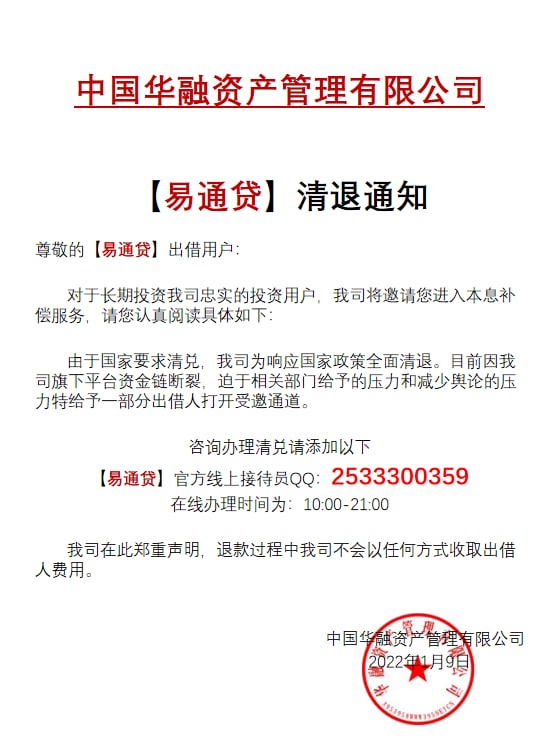 中国华融资产管理有限公司
【易通贷】清退通知
尊敬的【易通贷】出借用户：
对于长期投资我司忠实的投资用户，我司将邀请您进入本息补
偿服务，请您认真阅读具体如下：
由于国家要求清兑，我司为响应国家政策全面清退。目前因我
司旗下平台资金链断裂，迫于相关部门给予的压力和减少舆论的压
力特给予一部分出借人打开受邀通道。
咨询办理清兑请添加以下
【易通贷】官方线上接待员QQ：2533300359
在线办理时间为：10:00-21:00
我司在此郑重声明，退款过程中我司不会以任何方式收取出借
人费用。
中国华融资产管理有限公司
2022年1月9日
华融资产管理有限公司